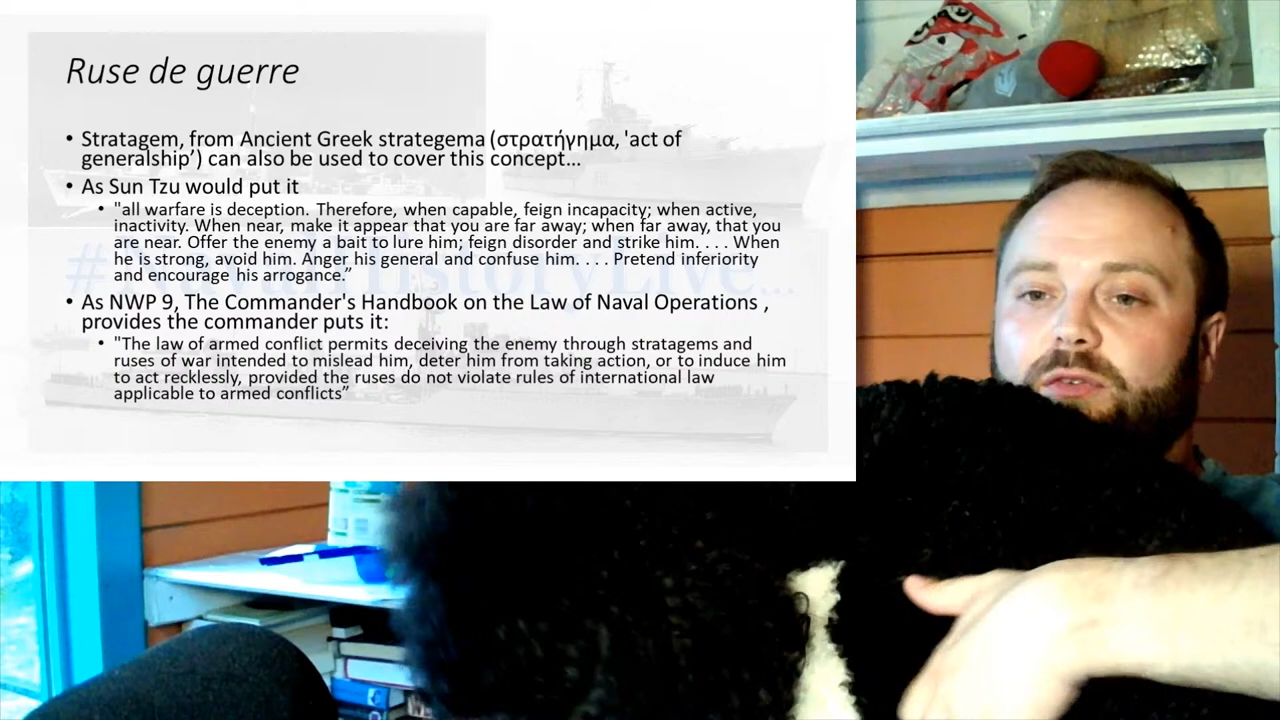 Ruse de guerre
• Stratagem, from Ancient Greek strategema (στρατήγημα, 'act of
generalship’) can also be used to cover this concept…
• As Sun Tzu would put it
• "all warfare is deception. Therefore, when capable, feign incapacity; when active,
inactivity. When near, make it appear that you are far away; when far away, that you
are near. Offer the enemy a bait to lure him; feign disorder and strike him. . . . When
he is strong, avoid him. Anger his general and confuse him. . . . Pretend inferiority
and encourage his arrogance.”
• As NWP 9, The Commander's Handbook on the Law of Naval Operations ,
provides the commander puts it:
• "The law of armed conflict permits deceiving the enemy through stratagems and
ruses of war intended to mislead him, deter him from taking action, or to induce him
to act recklessly, provided the ruses do not violate rules of international law
applicable to armed conflicts”